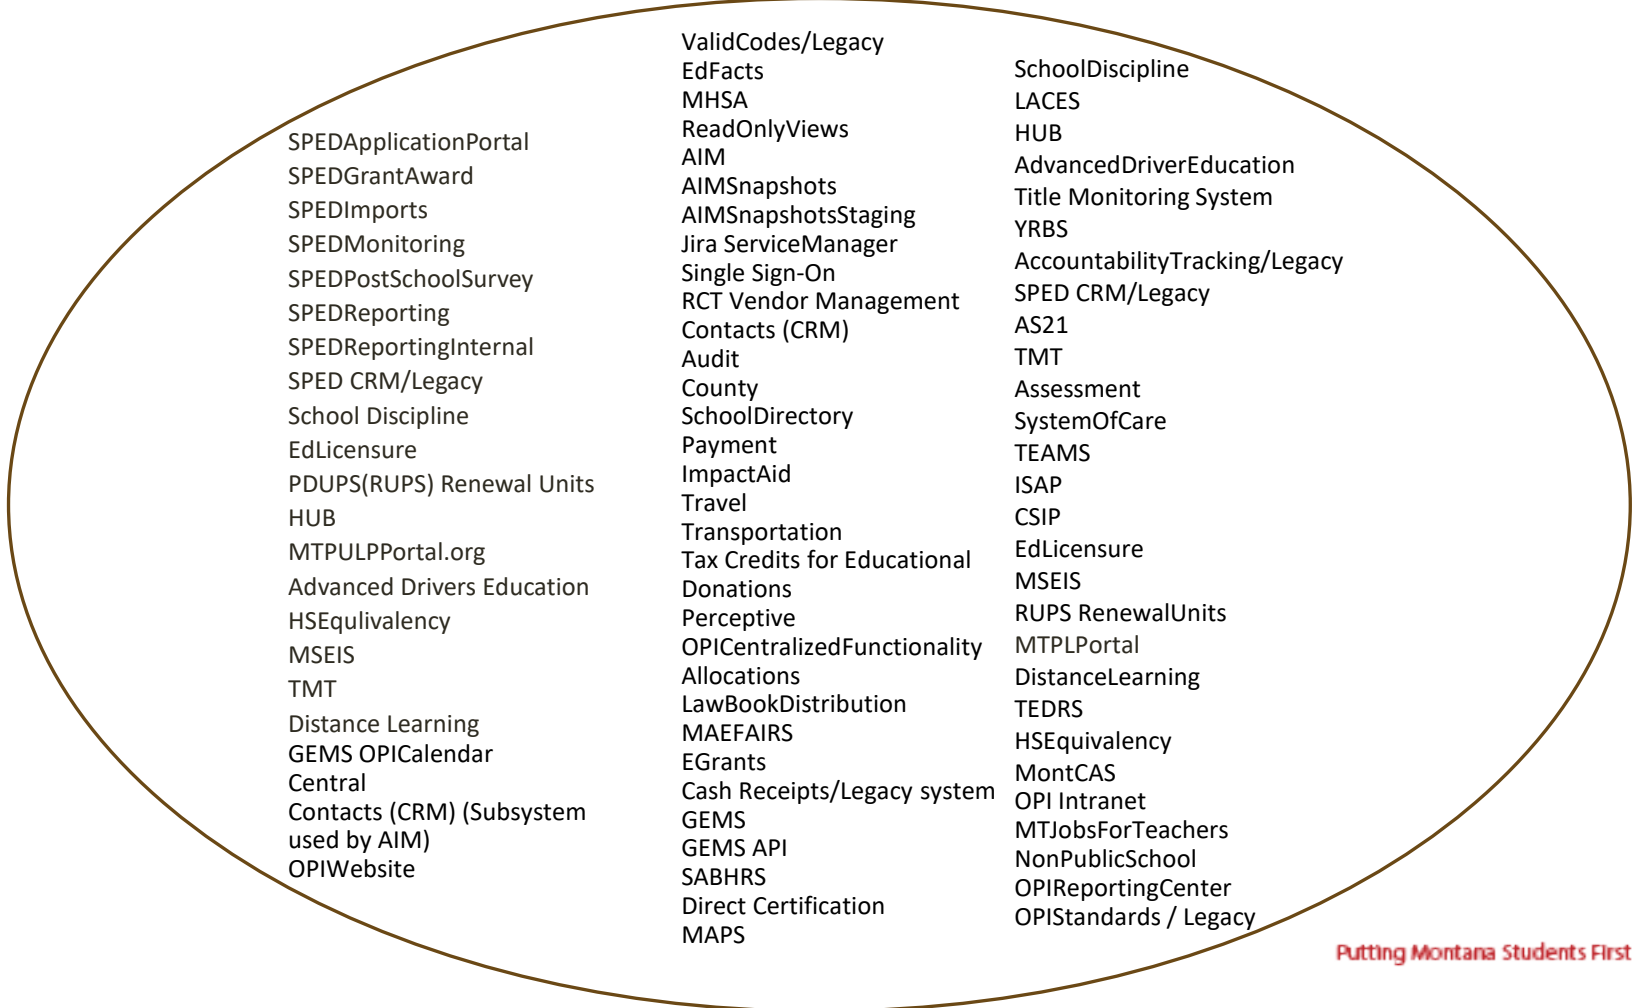 SPEDApplicationPortal
SPEDGrantAward
SPEDImports
SPEDMonitoring
SPEDPostSchoolSurvey
SPEDReporting
SPEDReportingInternal
SPED CRM/Legacy
School Discipline
EdLicensure
PDUPS(RUPS) Renewal Units
HUB
MTPULPPortal.org
Advanced Drivers Education
HSEqulivalency
MSEIS
TMT
Distance Learning
GEMS OPICalendar
Central
Contacts (CRM) (Subsystem
used by AIM)
OPIWebsite
ValidCodes/Legacy
EdFacts
MHSA
ReadOnlyViews
AIM
AIMSnapshots
AIMSnapshotsStaging
Jira ServiceManager
Single Sign-On
RCT Vendor Management
Contacts (CRM)
Audit
County
SchoolDirectory
Payment
ImpactAid
Travel
Transportation
Tax Credits for Educational
Donations
Perceptive
OPICentralizedFunctionality
Allocations
LawBookDistribution
MAEFAIRS
EGrants
Cash Receipts/Legacy system
GEMS
GEMS API
SABHRS
Direct Certification
MAPS
SchoolDiscipline
LACES
HUB
AdvancedDriverEducation
Title Monitoring System
YRBS
AccountabilityTracking/Legacy
SPED CRM/Legacy
AS21
TMT
Assessment
SystemOfCare
TEAMS
ISAP
CSIP
EdLicensure
MSEIS
RUPS RenewalUnits
MTPLPortal
DistanceLearning
TEDRS
HSEquivalency
MontCAS
OPI Intranet
MTJobsForTeachers
NonPublicSchool
OPIReportingCenter
OPIStandards / Legacy
Putting Montana Students First